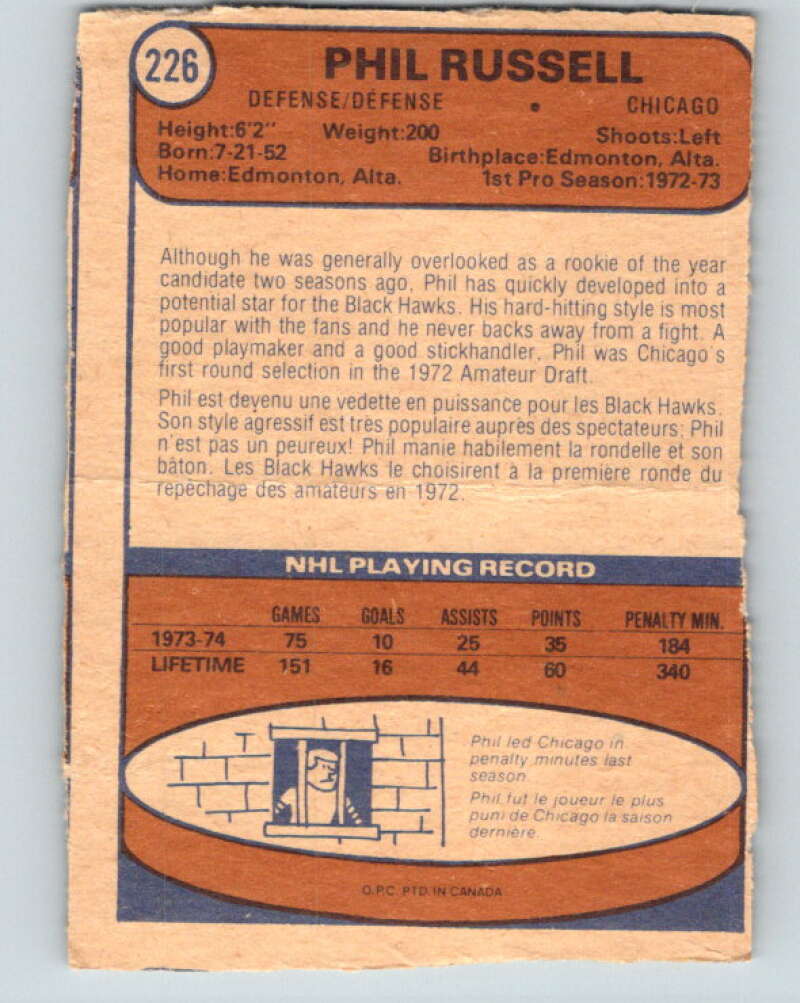 226
PHIL RUSSELL
DEFENSE/DÉFENSE • CHICAGO
Height:6'2" Weight:200 Shoots:Left
Born:7-21-52 Birthplace:Edmonton, Alta.
Home:Edmonton, Alta. 1st Pro Season:1972-73
Although he was generally overlooked as a rookie of the year
candidate two seasons ago, Phil has quickly developed into a
potential star for the Black Hawks. His hard-hitting style is most
popular with the fans and he never backs away from a fight. A
good playmaker and a good stickhandler, Phil was Chicago's
first round selection in the 1972 Amateur Draft.
Phil est devenu une vedette en puissance pour les Black Hawks.
Son style agressif est très populaire auprès des spectateurs; Phil
n'est pas un peureux! Phil manie habilement la rondelle et son
bâton. Les Black Hawks le choisirent à la première ronde du
repêchage des amateurs en 1972.
NHL PLAYING RECORD
GAMES GOALS ASSISTS POINTS PENALTY MIN.
1973-74 75 10 25 35 184
LIFETIME 151 16 44 60 340
Phil led Chicago in
penalty minutes last
season.
Phil fut le joueur le plus
puni de Chicago la saison
dernière.
O.P.C. PTD. IN CANADA